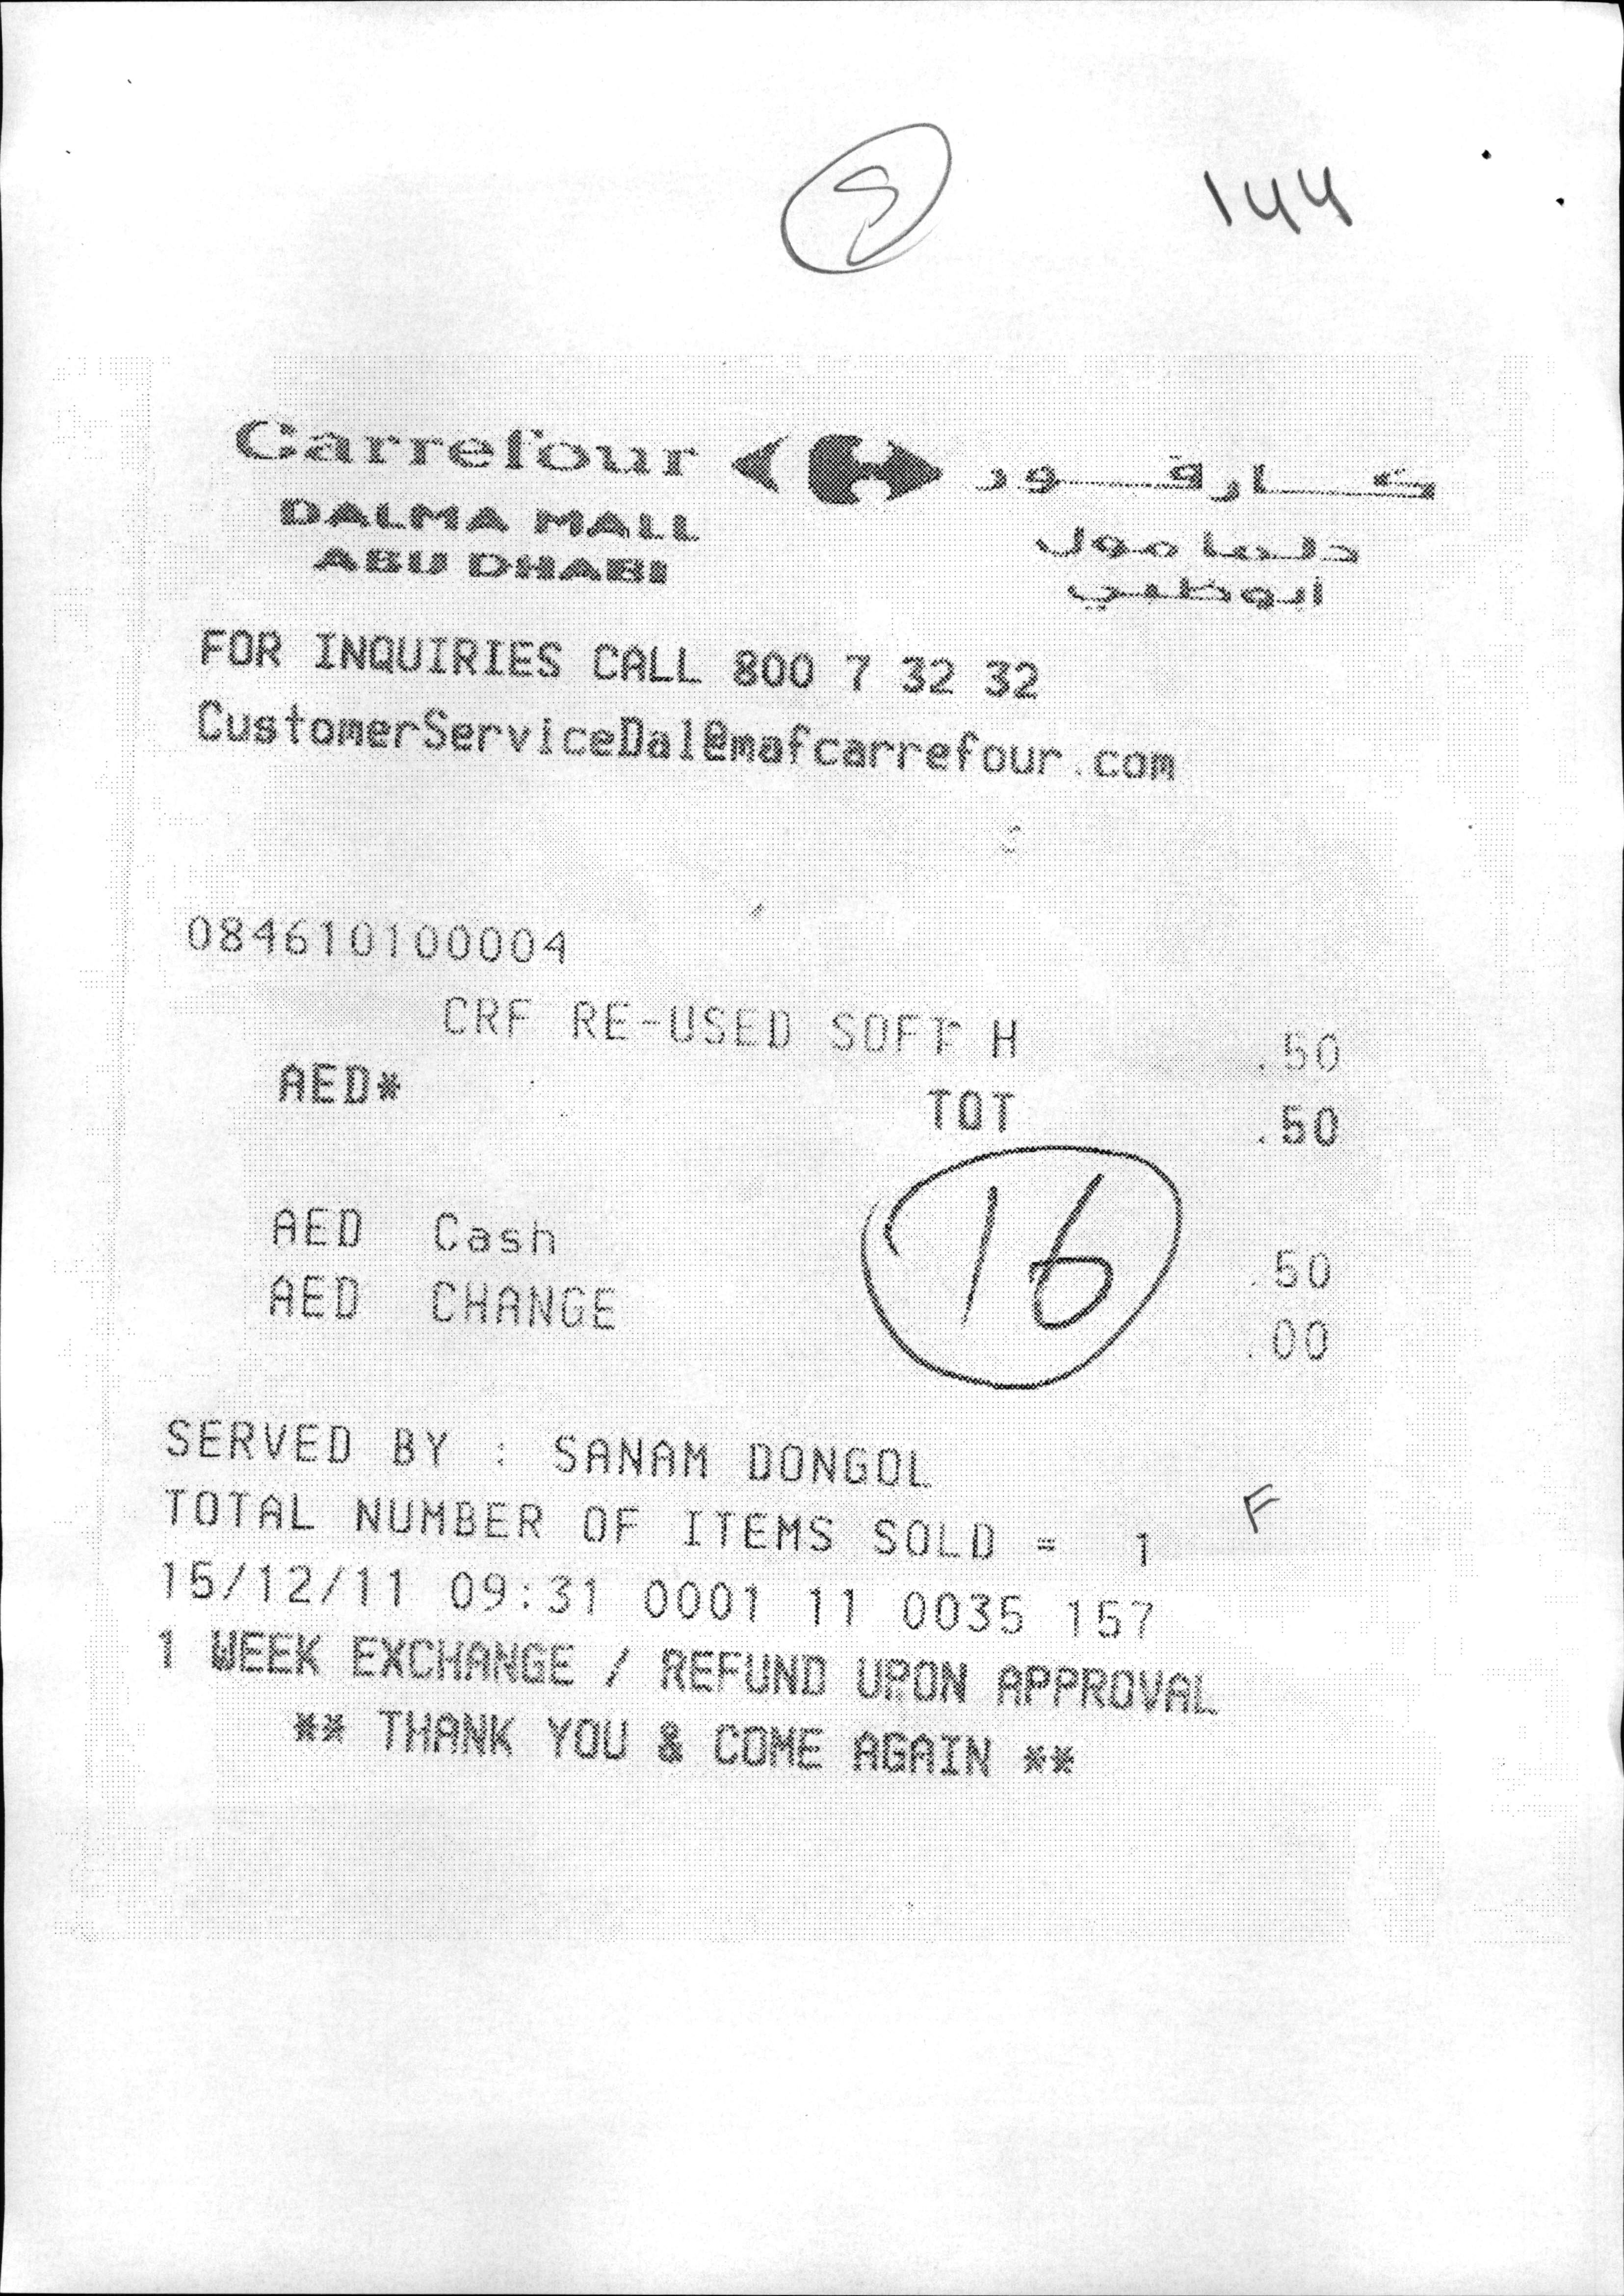 144
Carrefour كارفور
DALMA MALL دلما مول
ABU DHABI أبوظبي
FOR INQUIRIES CALL 800 7 32 32
CustomerServiceDal@mafcarrefour.com
084610100004
CRF RE-USED SOFT H .50
AED* TOT .50
16
AED Cash .50
AED CHANGE .00
SERVED BY : SANAM DONGOL
F
TOTAL NUMBER OF ITEMS SOLD = 1
15/12/11 09:31 0001 11 0035 157
1 WEEK EXCHANGE / REFUND UPON APPROVAL
** THANK YOU & COME AGAIN **